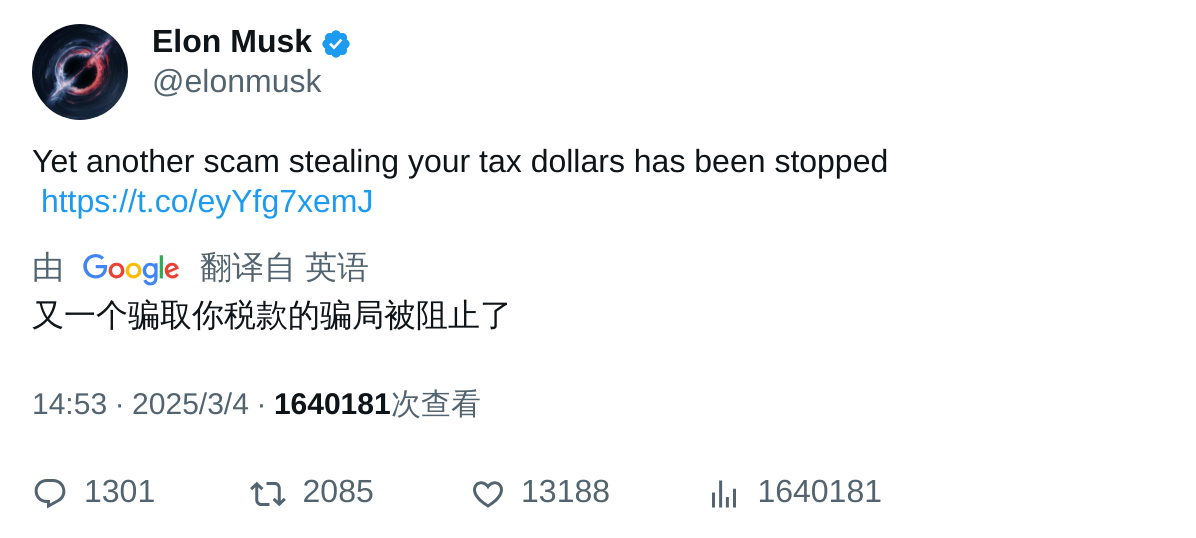 Elon Musk
@elonmusk
Yet another scam stealing your tax dollars has been stopped
https://t.co/eyYfg7xemJ
由 Google 翻译自 英语
又一个骗取你税款的骗局被阻止了
14:53 · 2025/3/4 · 1640181次查看
1301 2085 13188 1640181